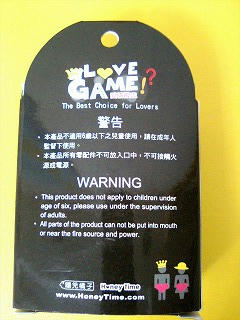 LOVE
GAME!?
The Best Choice for Lovers
警告
• 本產品不適用6歲以下之兒童使用，請在成年人
監督下使用。
• 本產品所有零配件不可放入口中，不可接觸火
源或電源。
WARNING
• This product does not apply to children under
age of six, please use under the supervision
of adults.
• All parts of the product can not be put into mouth
or near the fire source and power.
HoneyTime
www.HoneyTime.com